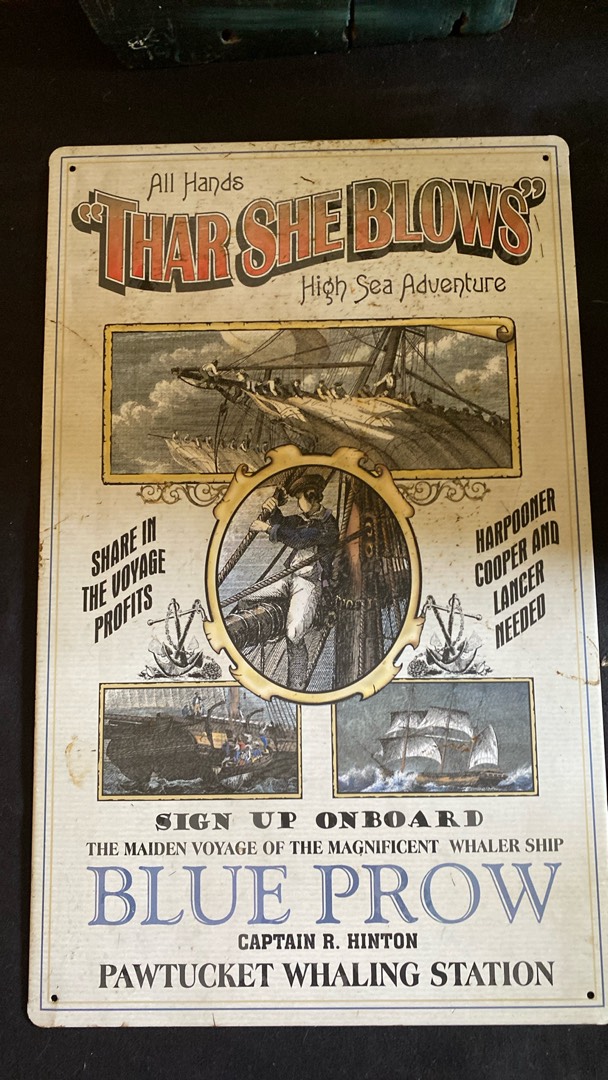 All Hands
"THAR SHE BLOWS"
High Sea Adventure
SHARE IN
THE VOYAGE
PROFITS
HARPOONER
COOPER AND
LANCER
NEEDED
SIGN UP ONBOARD
THE MAIDEN VOYAGE OF THE MAGNIFICENT WHALER SHIP
BLUE PROW
CAPTAIN R. HINTON
PAWTUCKET WHALING STATION